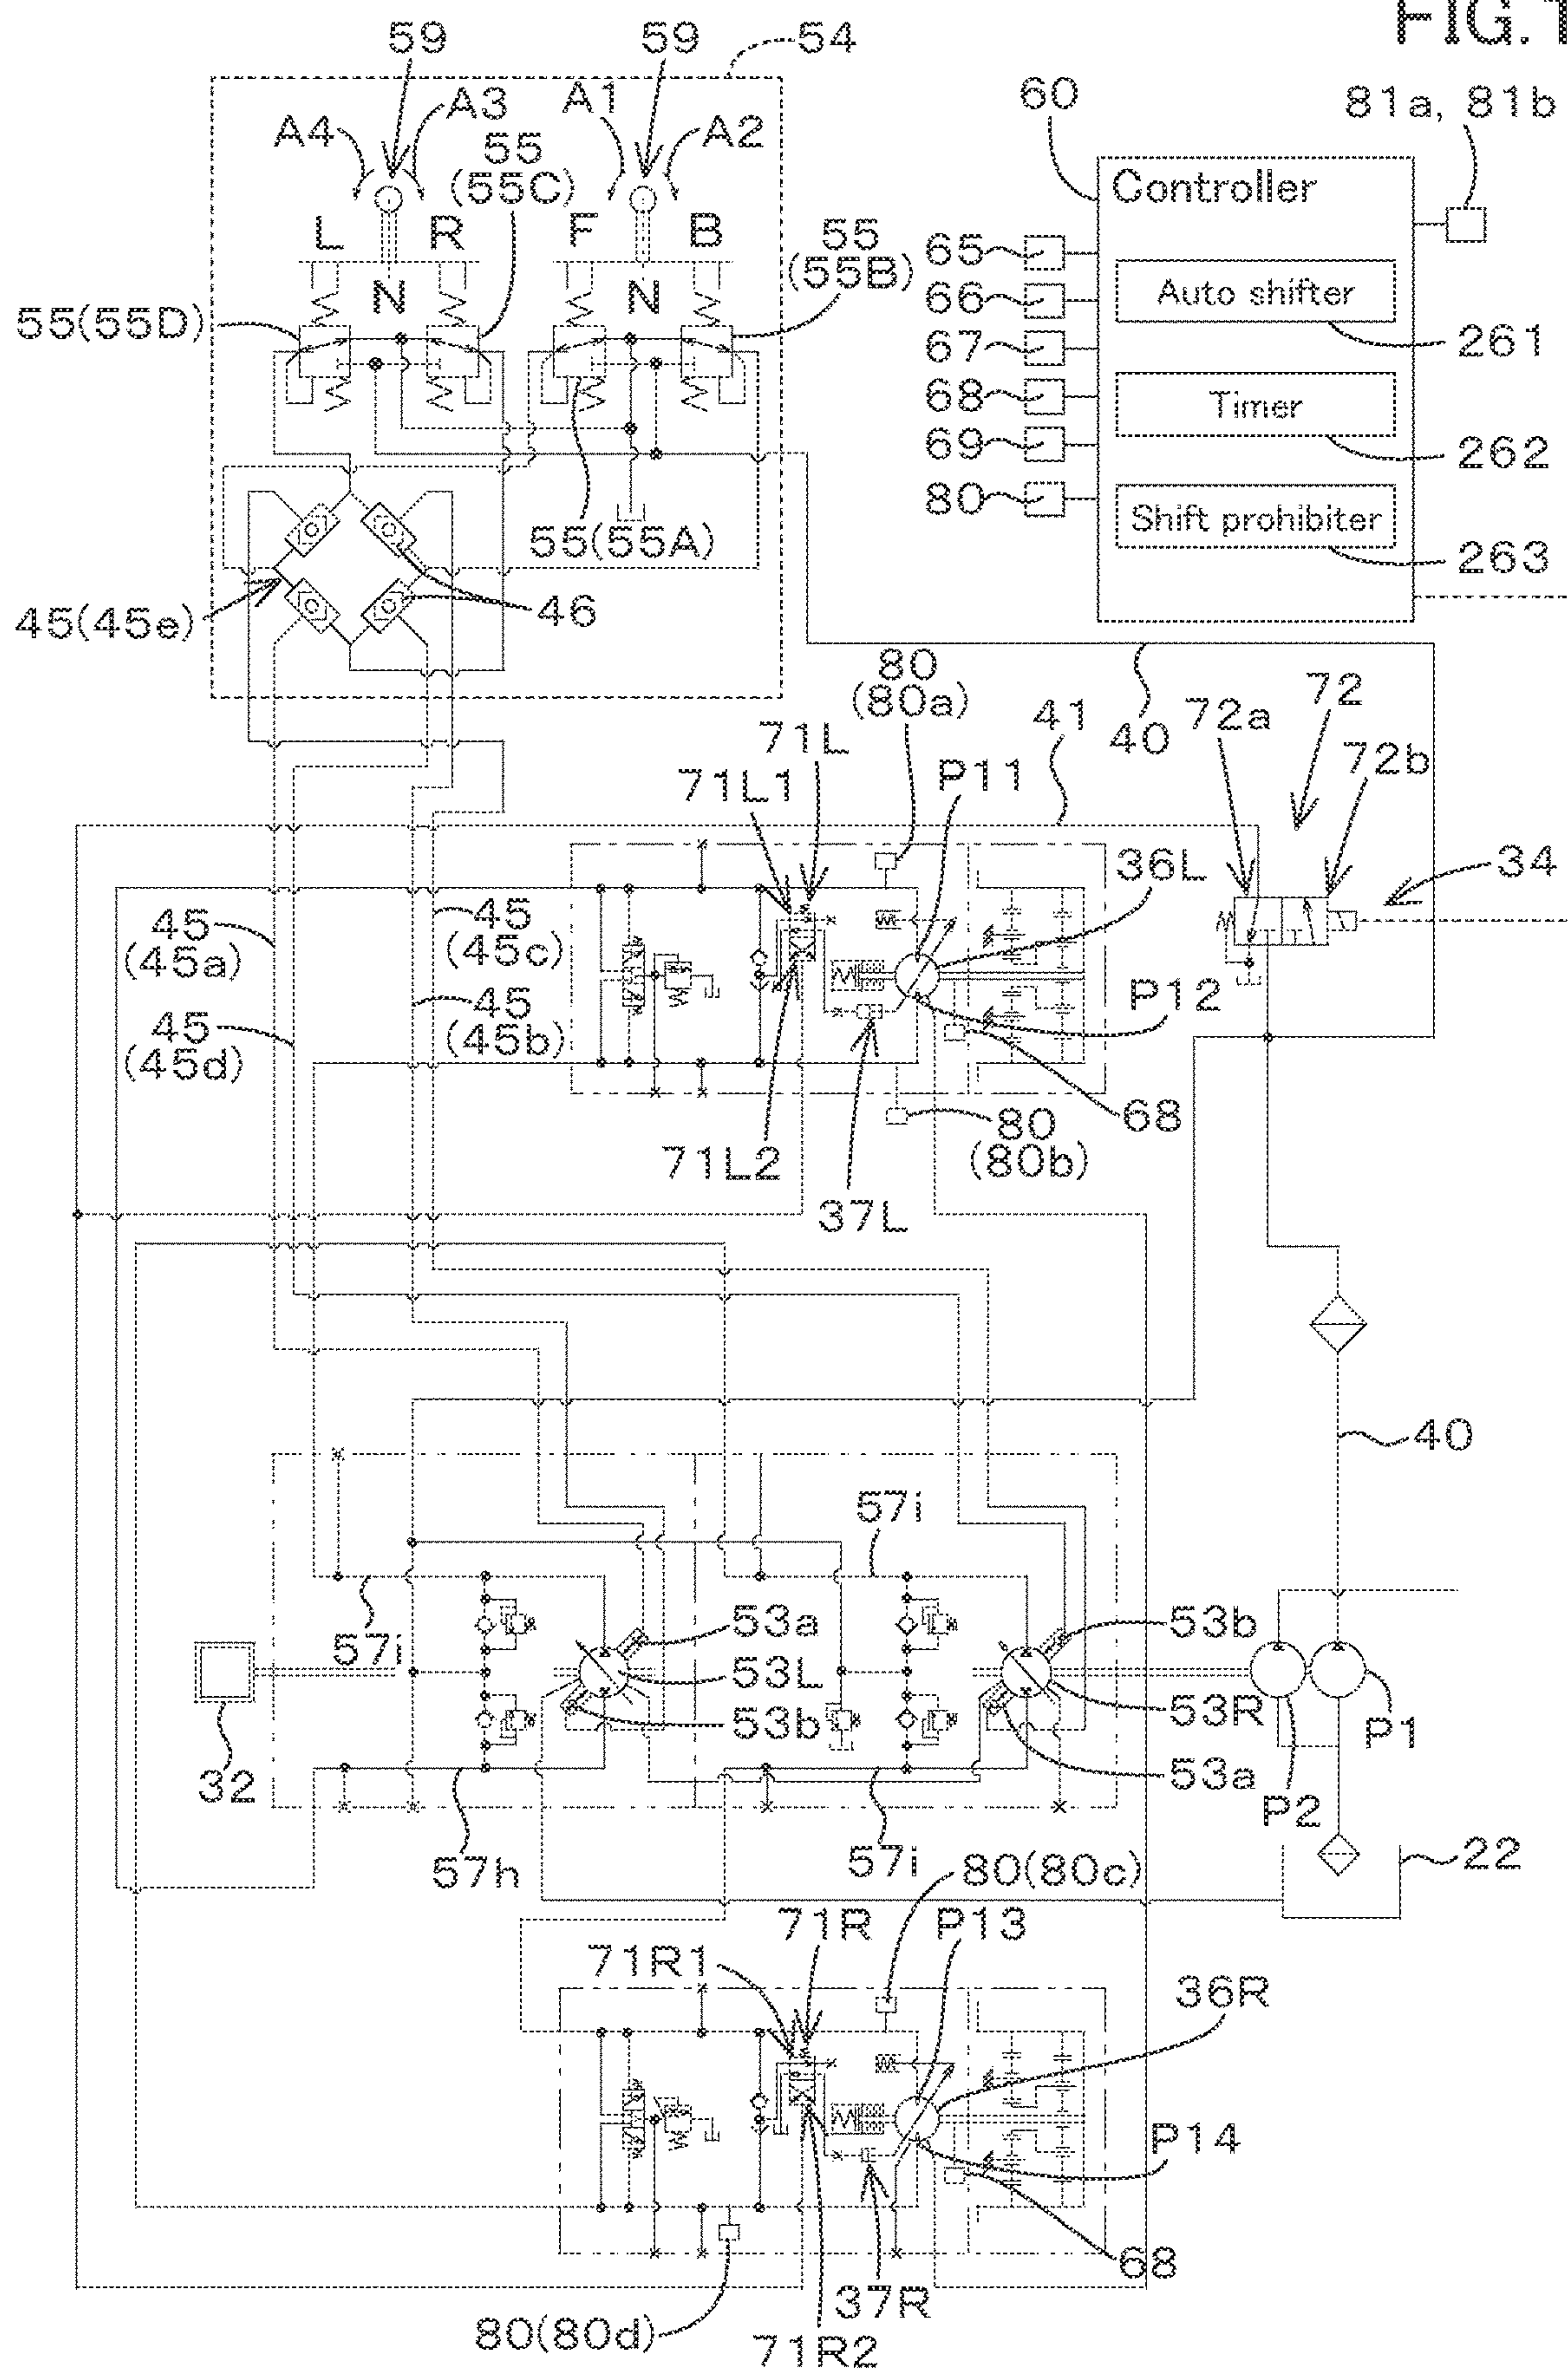 FIG. 1
59
59
54
60
81a, 81b
A4
A3
A1
A2
55
(55C)
Controller
L
R
F
B
55
(55B)
N
N
65
66
67
68
69
80
Auto shifter
261
55(55D)
Timer
262
Shift prohibiter
263
55(55A)
45(45e)
46
80
(80a)
41
40
72a
72
72b
71L
71L1
P11
36L
34
45
(45a)
45
(45c)
45
(45d)
45
(45b)
P12
68
80
(80b)
71L2
37L
40
57i
57i
53a
53L
53b
53b
53R
53a
P1
P2
32
57h
57i
80(80c)
22
71R
P13
71R1
36R
P14
68
37R
80(80d)
71R2